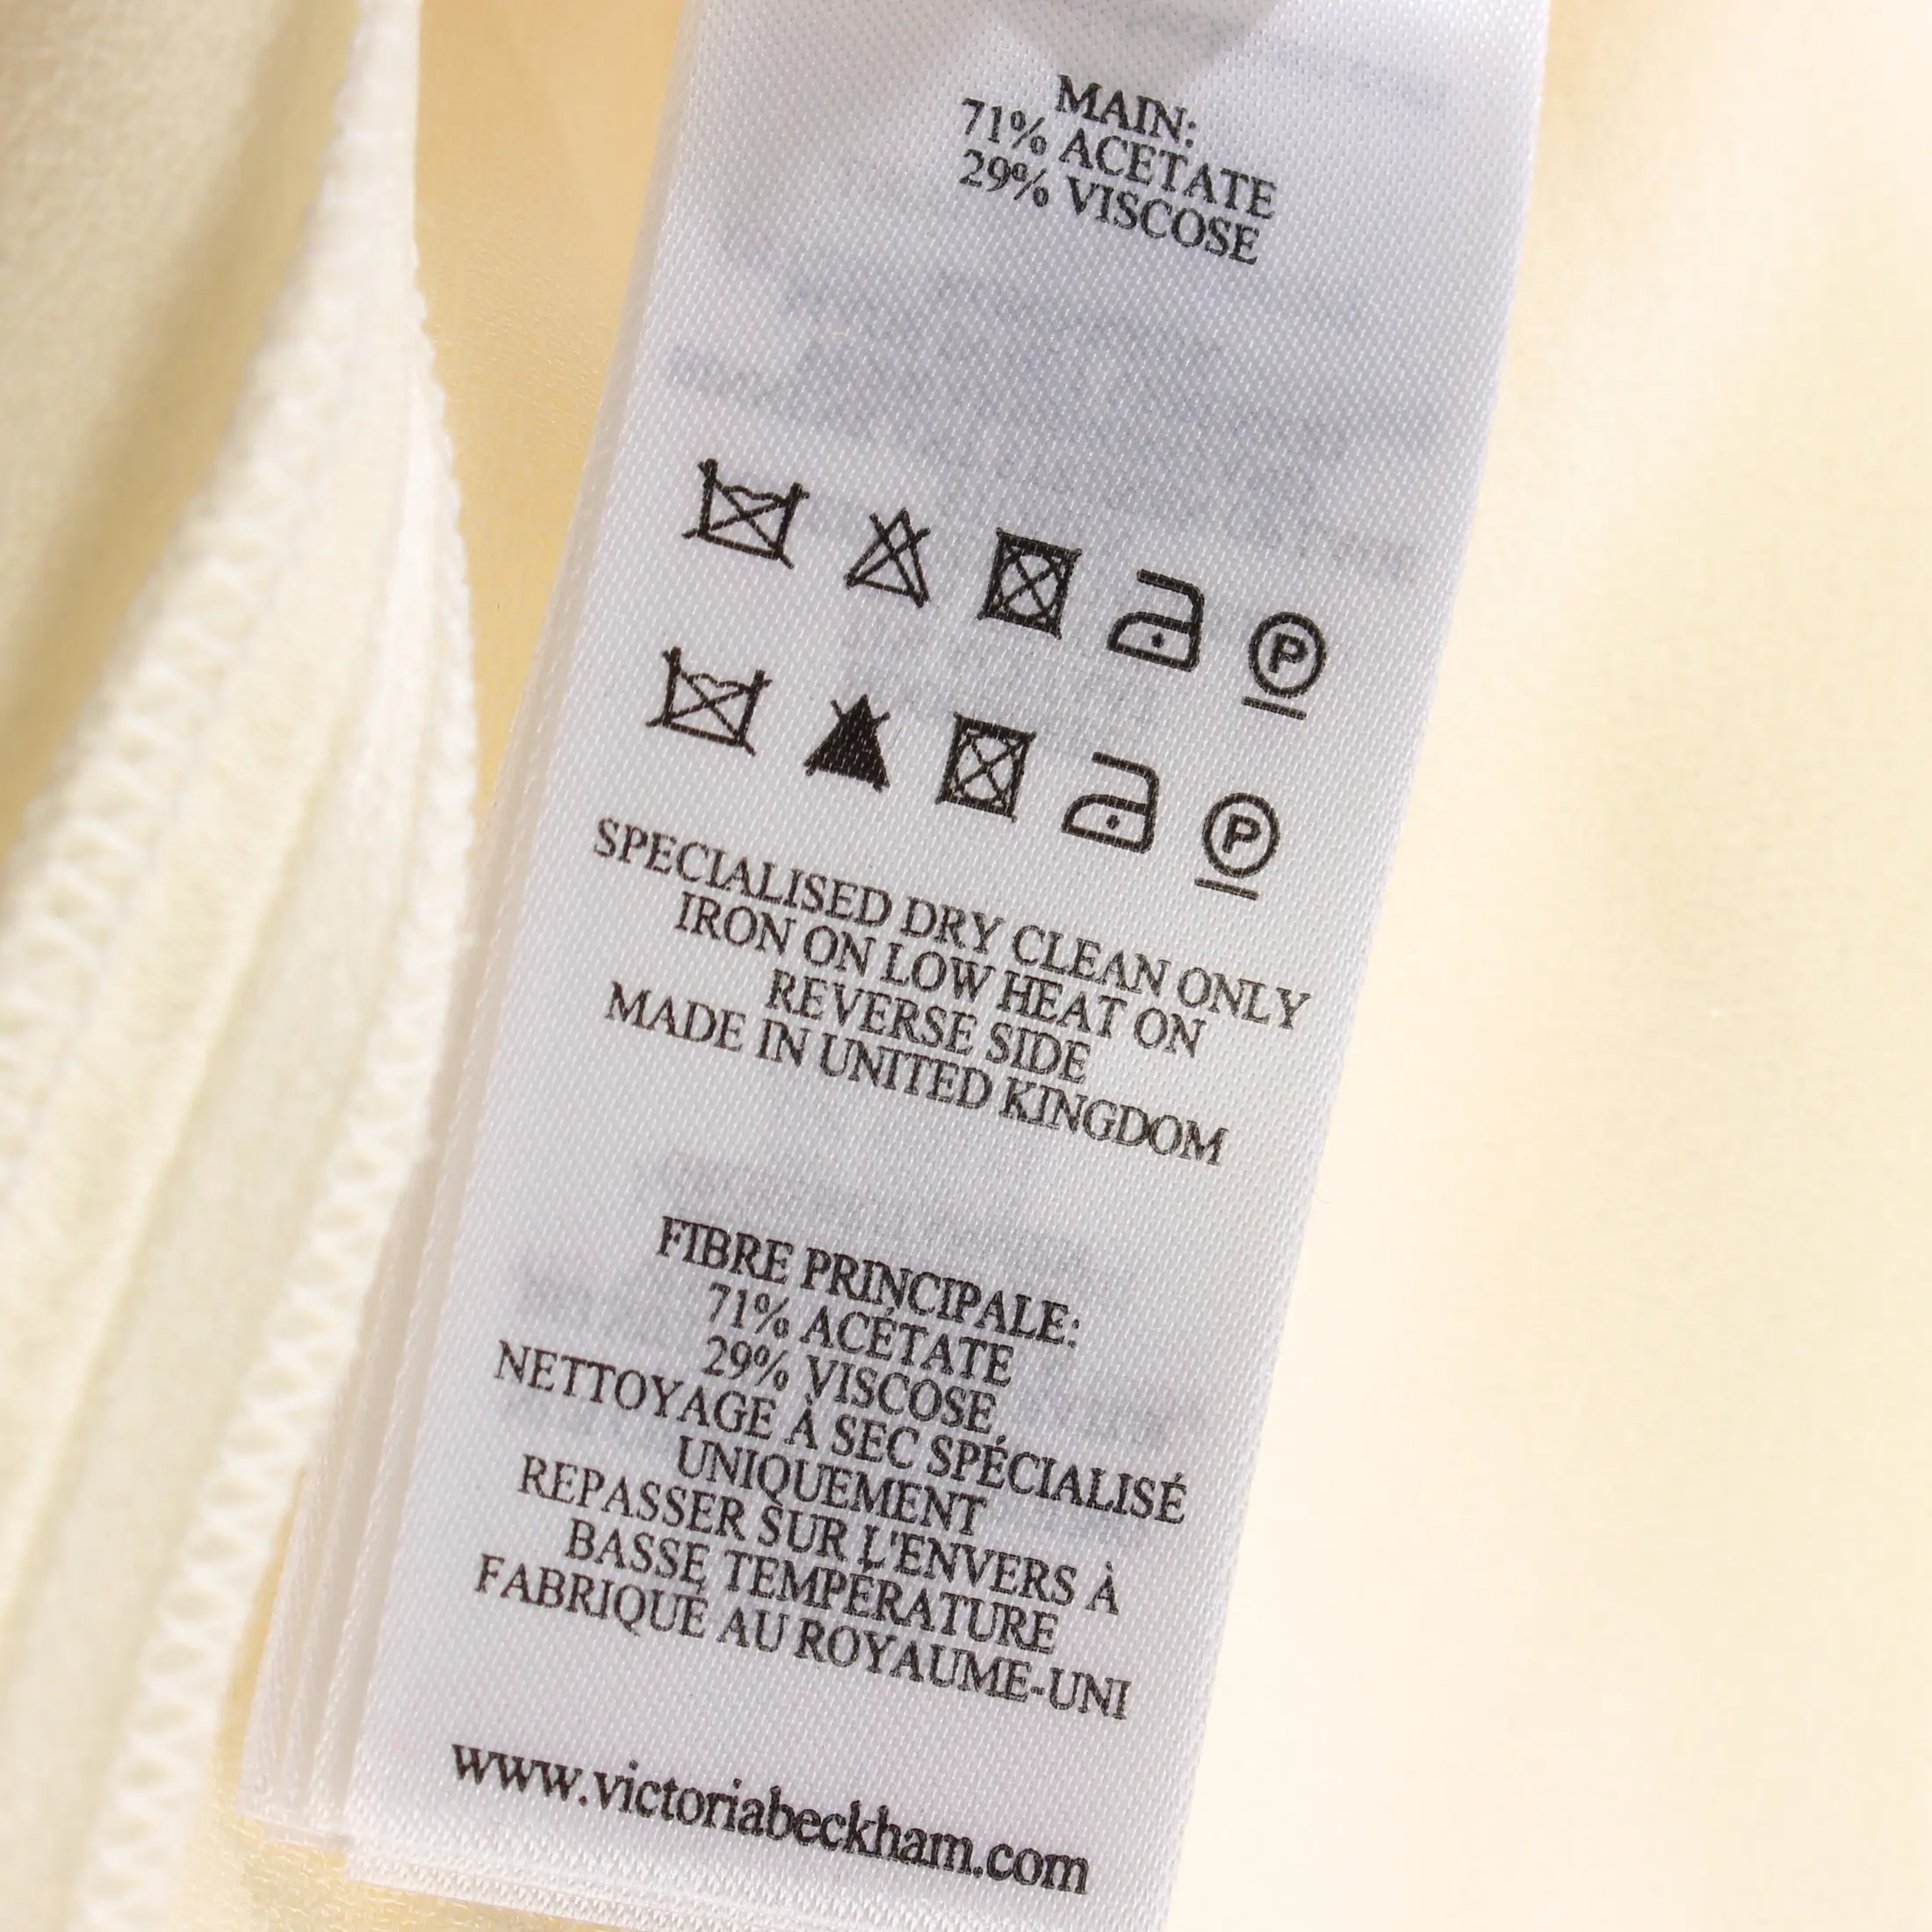 MAIN:
71% ACETATE
29% VISCOSE
P
P
SPECIALISED DRY CLEAN ONLY
IRON ON LOW HEAT ON
REVERSE SIDE
MADE IN UNITED KINGDOM
FIBRE PRINCIPALE:
71% ACÉTATE
29% VISCOSE
NETTOYAGE À SEC SPÉCIALISÉ
UNIQUEMENT
REPASSER SUR L'ENVERS À
BASSE TEMPÉRATURE
FABRIQUÉ AU ROYAUME-UNI
www.victoriabeckham.com